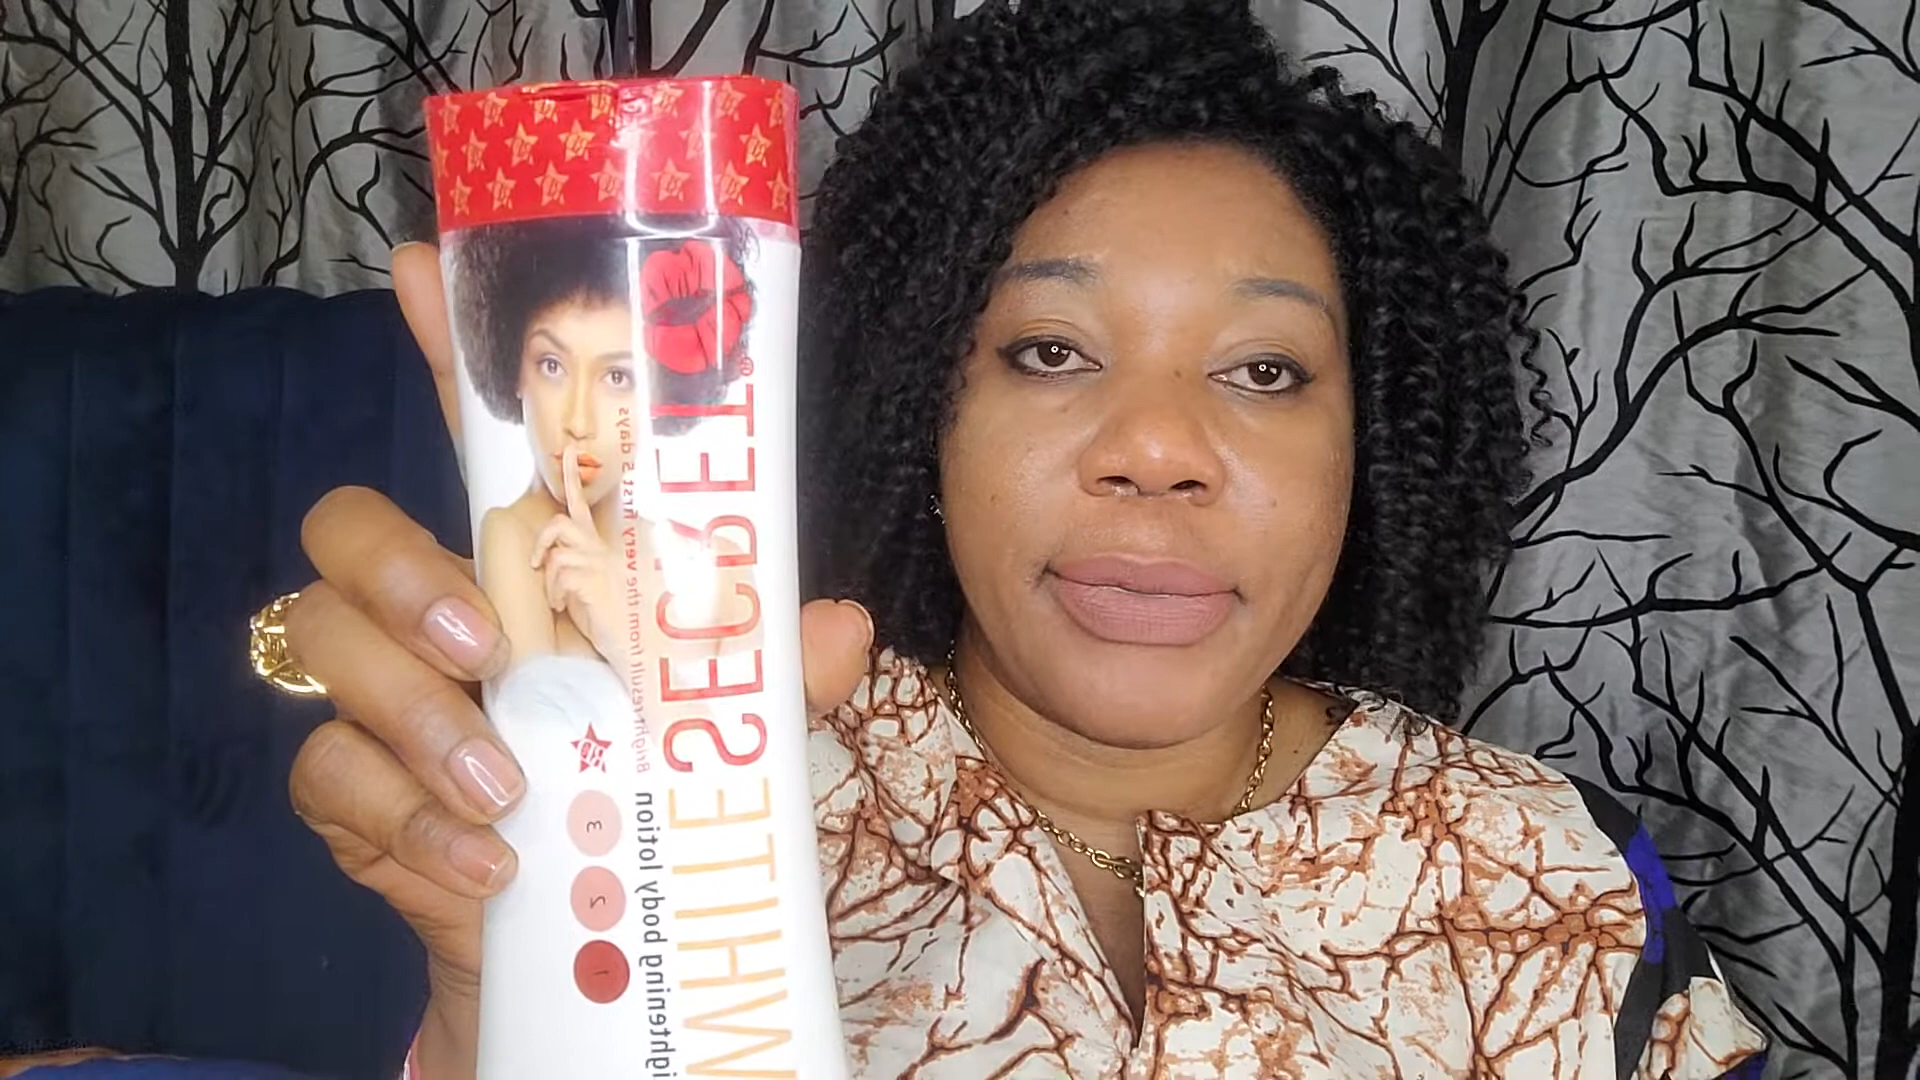 WHITE SECRET®
ightening body lotion
Bright result from the very first 5 days
1
2
3